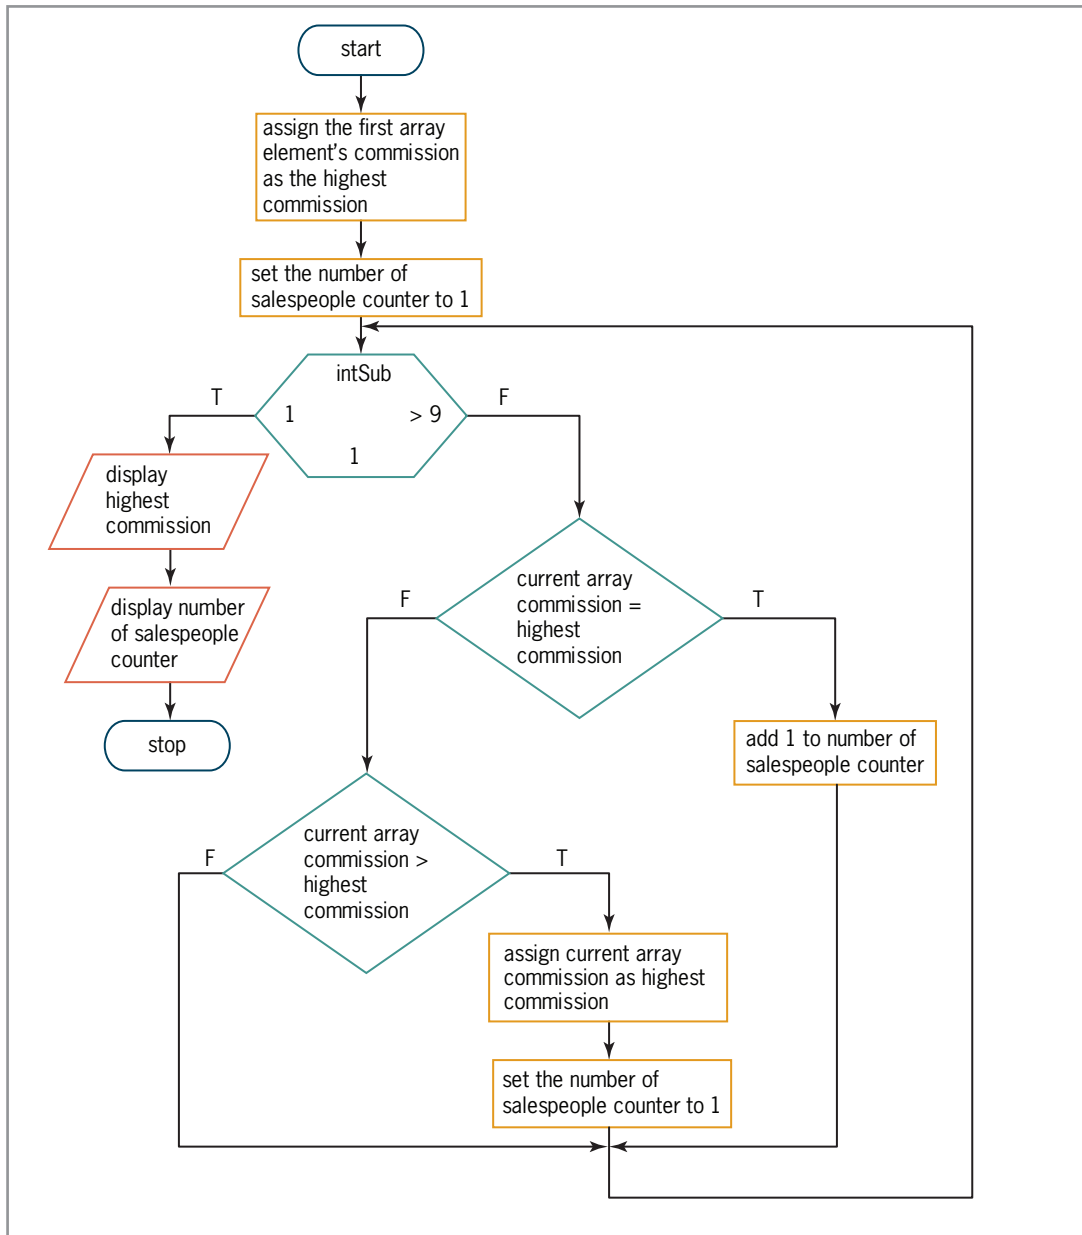 start
assign the first array
element's commission
as the highest
commission
set the number of
salespeople counter to 1
intSub
1 > 9
1
T
F
display
highest
commission
display number
of salespeople
counter
stop
current array
commission =
highest
commission
F
T
add 1 to number of
salespeople counter
current array
commission >
highest
commission
F
T
assign current array
commission as highest
commission
set the number of
salespeople counter to 1